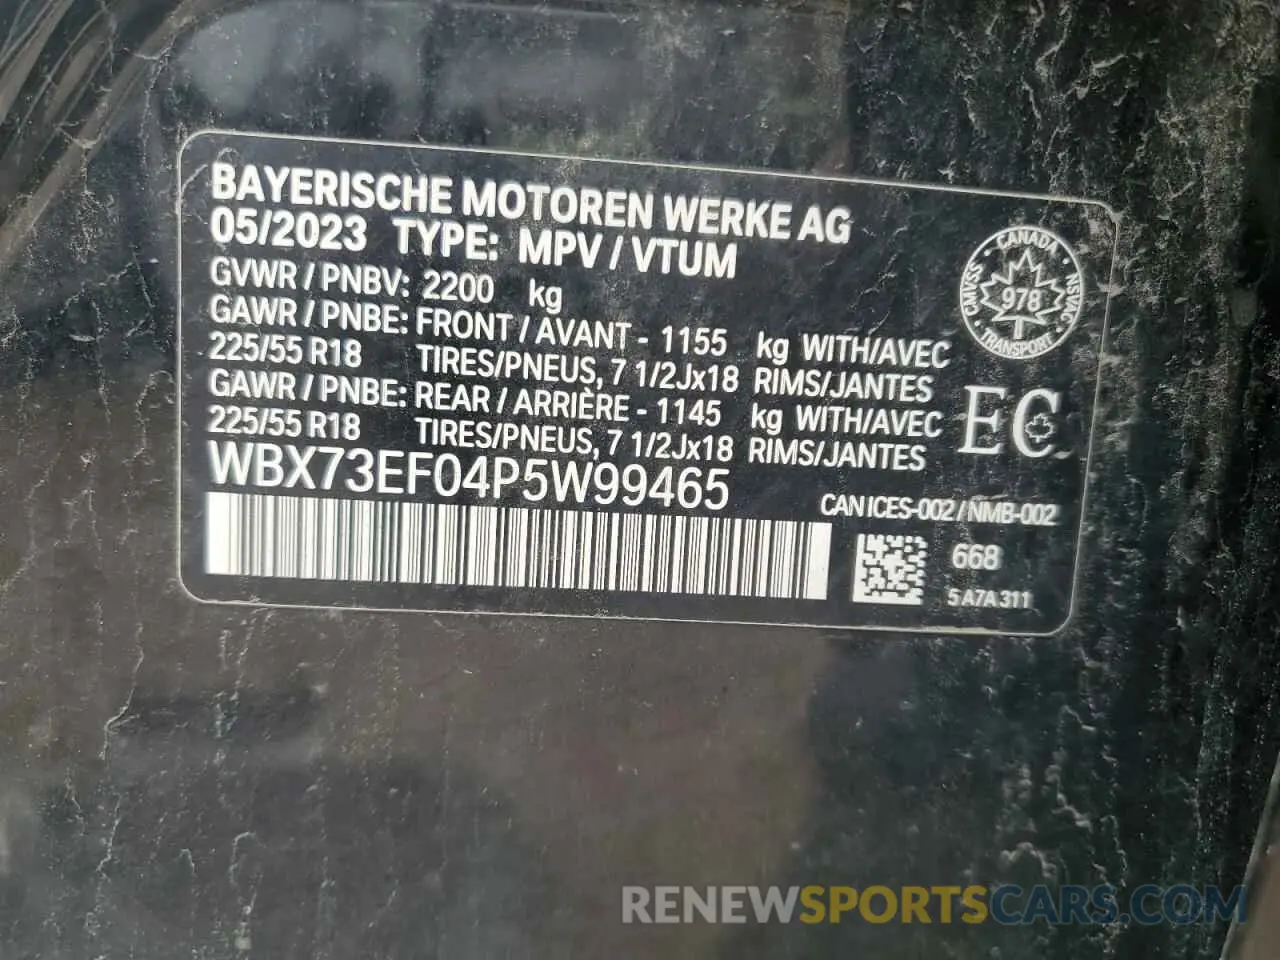 BAYERISCHE MOTOREN WERKE AG
05/2023 TYPE: MPV / VTUM
GVWR / PNBV: 2200 kg
GAWR / PNBE: FRONT / AVANT - 1155 kg WITH/AVEC
225/55 R18 TIRES/PNEUS, 7 1/2Jx18 RIMS/JANTES
GAWR / PNBE: REAR / ARRIÈRE - 1145 kg WITH/AVEC
225/55 R18 TIRES/PNEUS, 7 1/2Jx18 RIMS/JANTES
WBX73EF04P5W99465
CANADA
CMVSS 978 NSVAC
TRANSPORT
EC
CAN ICES-002 / NMB-002
668
5A7A311
RENEWSPORTSCARS.COM